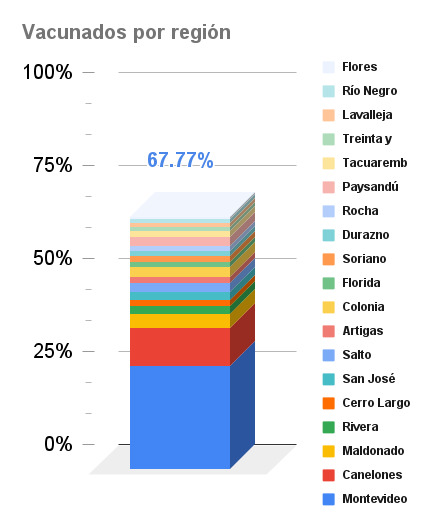 Vacunados por región
100%
75%
50%
25%
0%
67.77%
Flores
Río Negro
Lavalleja
Treinta y
Tacuaremb
Paysandú
Rocha
Durazno
Soriano
Florida
Colonia
Artigas
Salto
San José
Cerro Largo
Rivera
Maldonado
Canelones
Montevideo